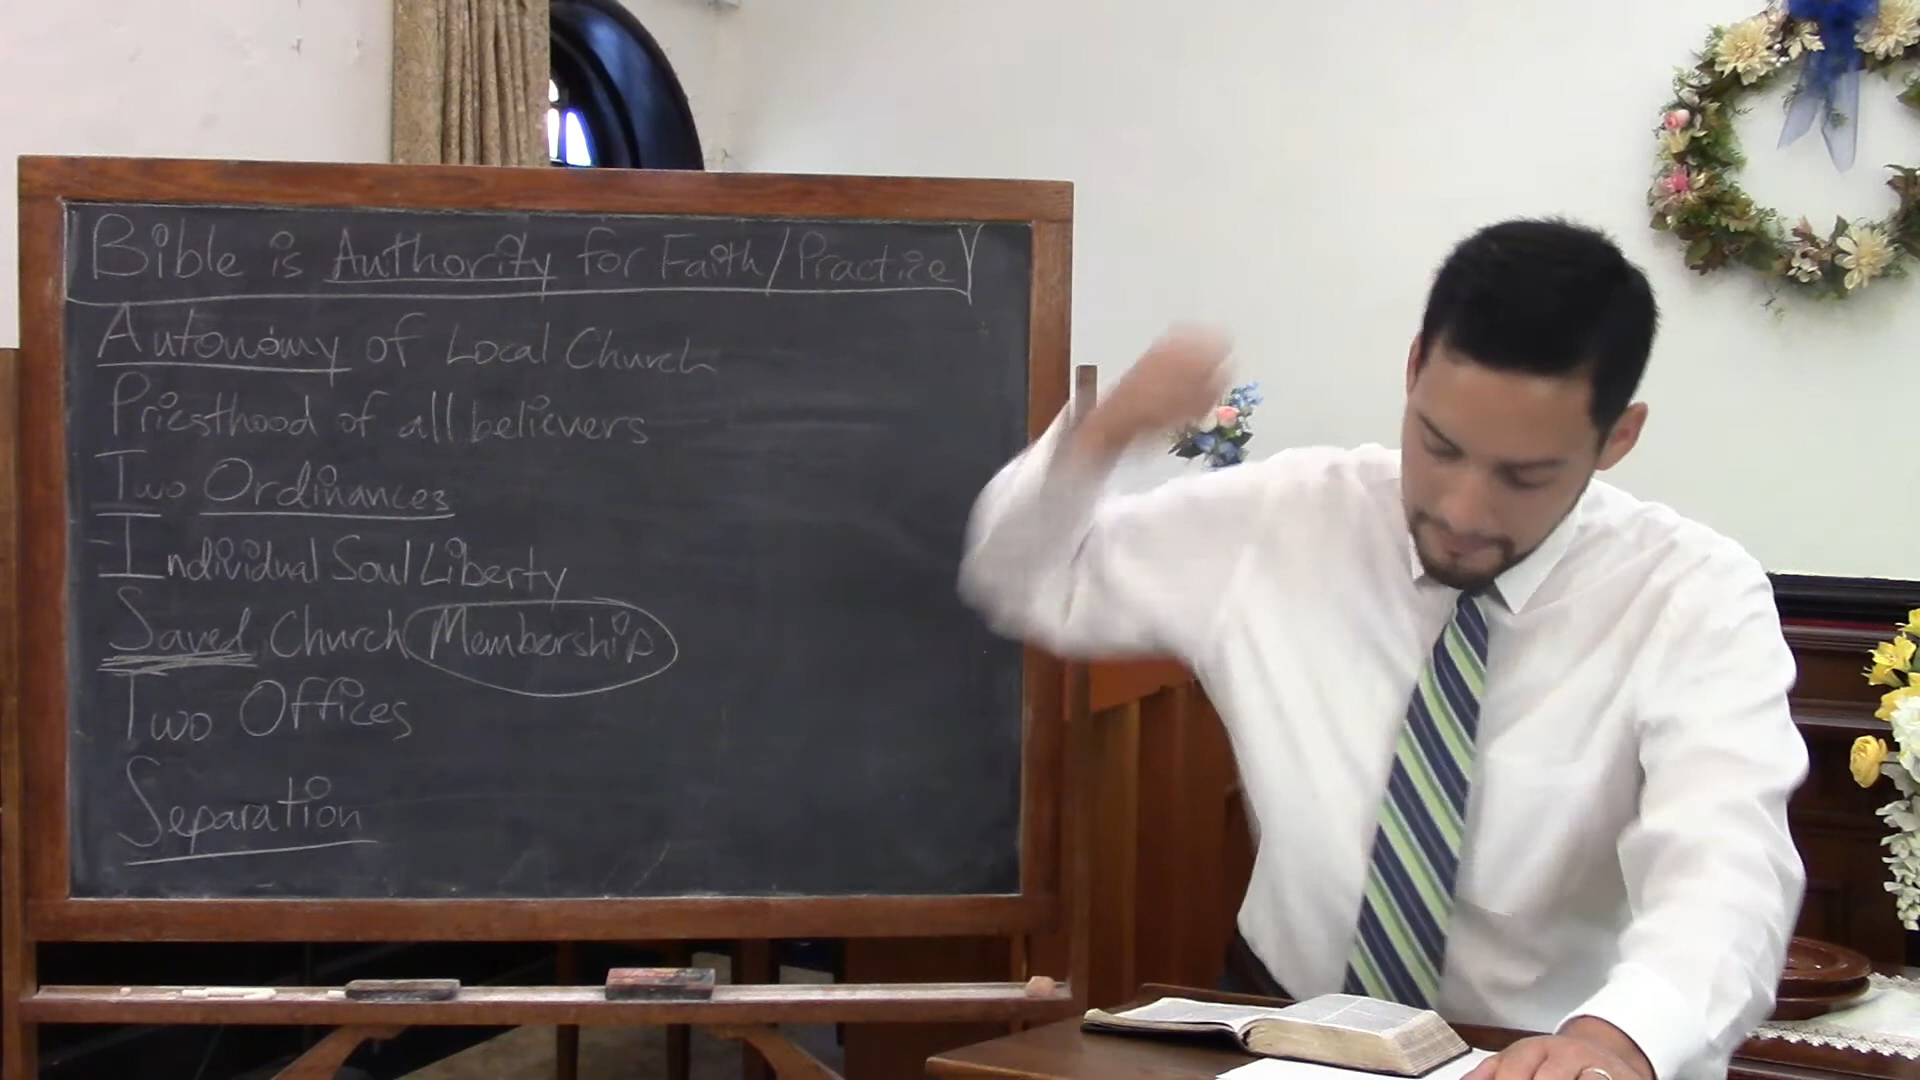 Bible is Authority for Faith/Practice
Autonomy of Local Church
Priesthood of all believers
Two Ordinances
Individual Soul Liberty
Saved Church Membership
Two Offices
Separation